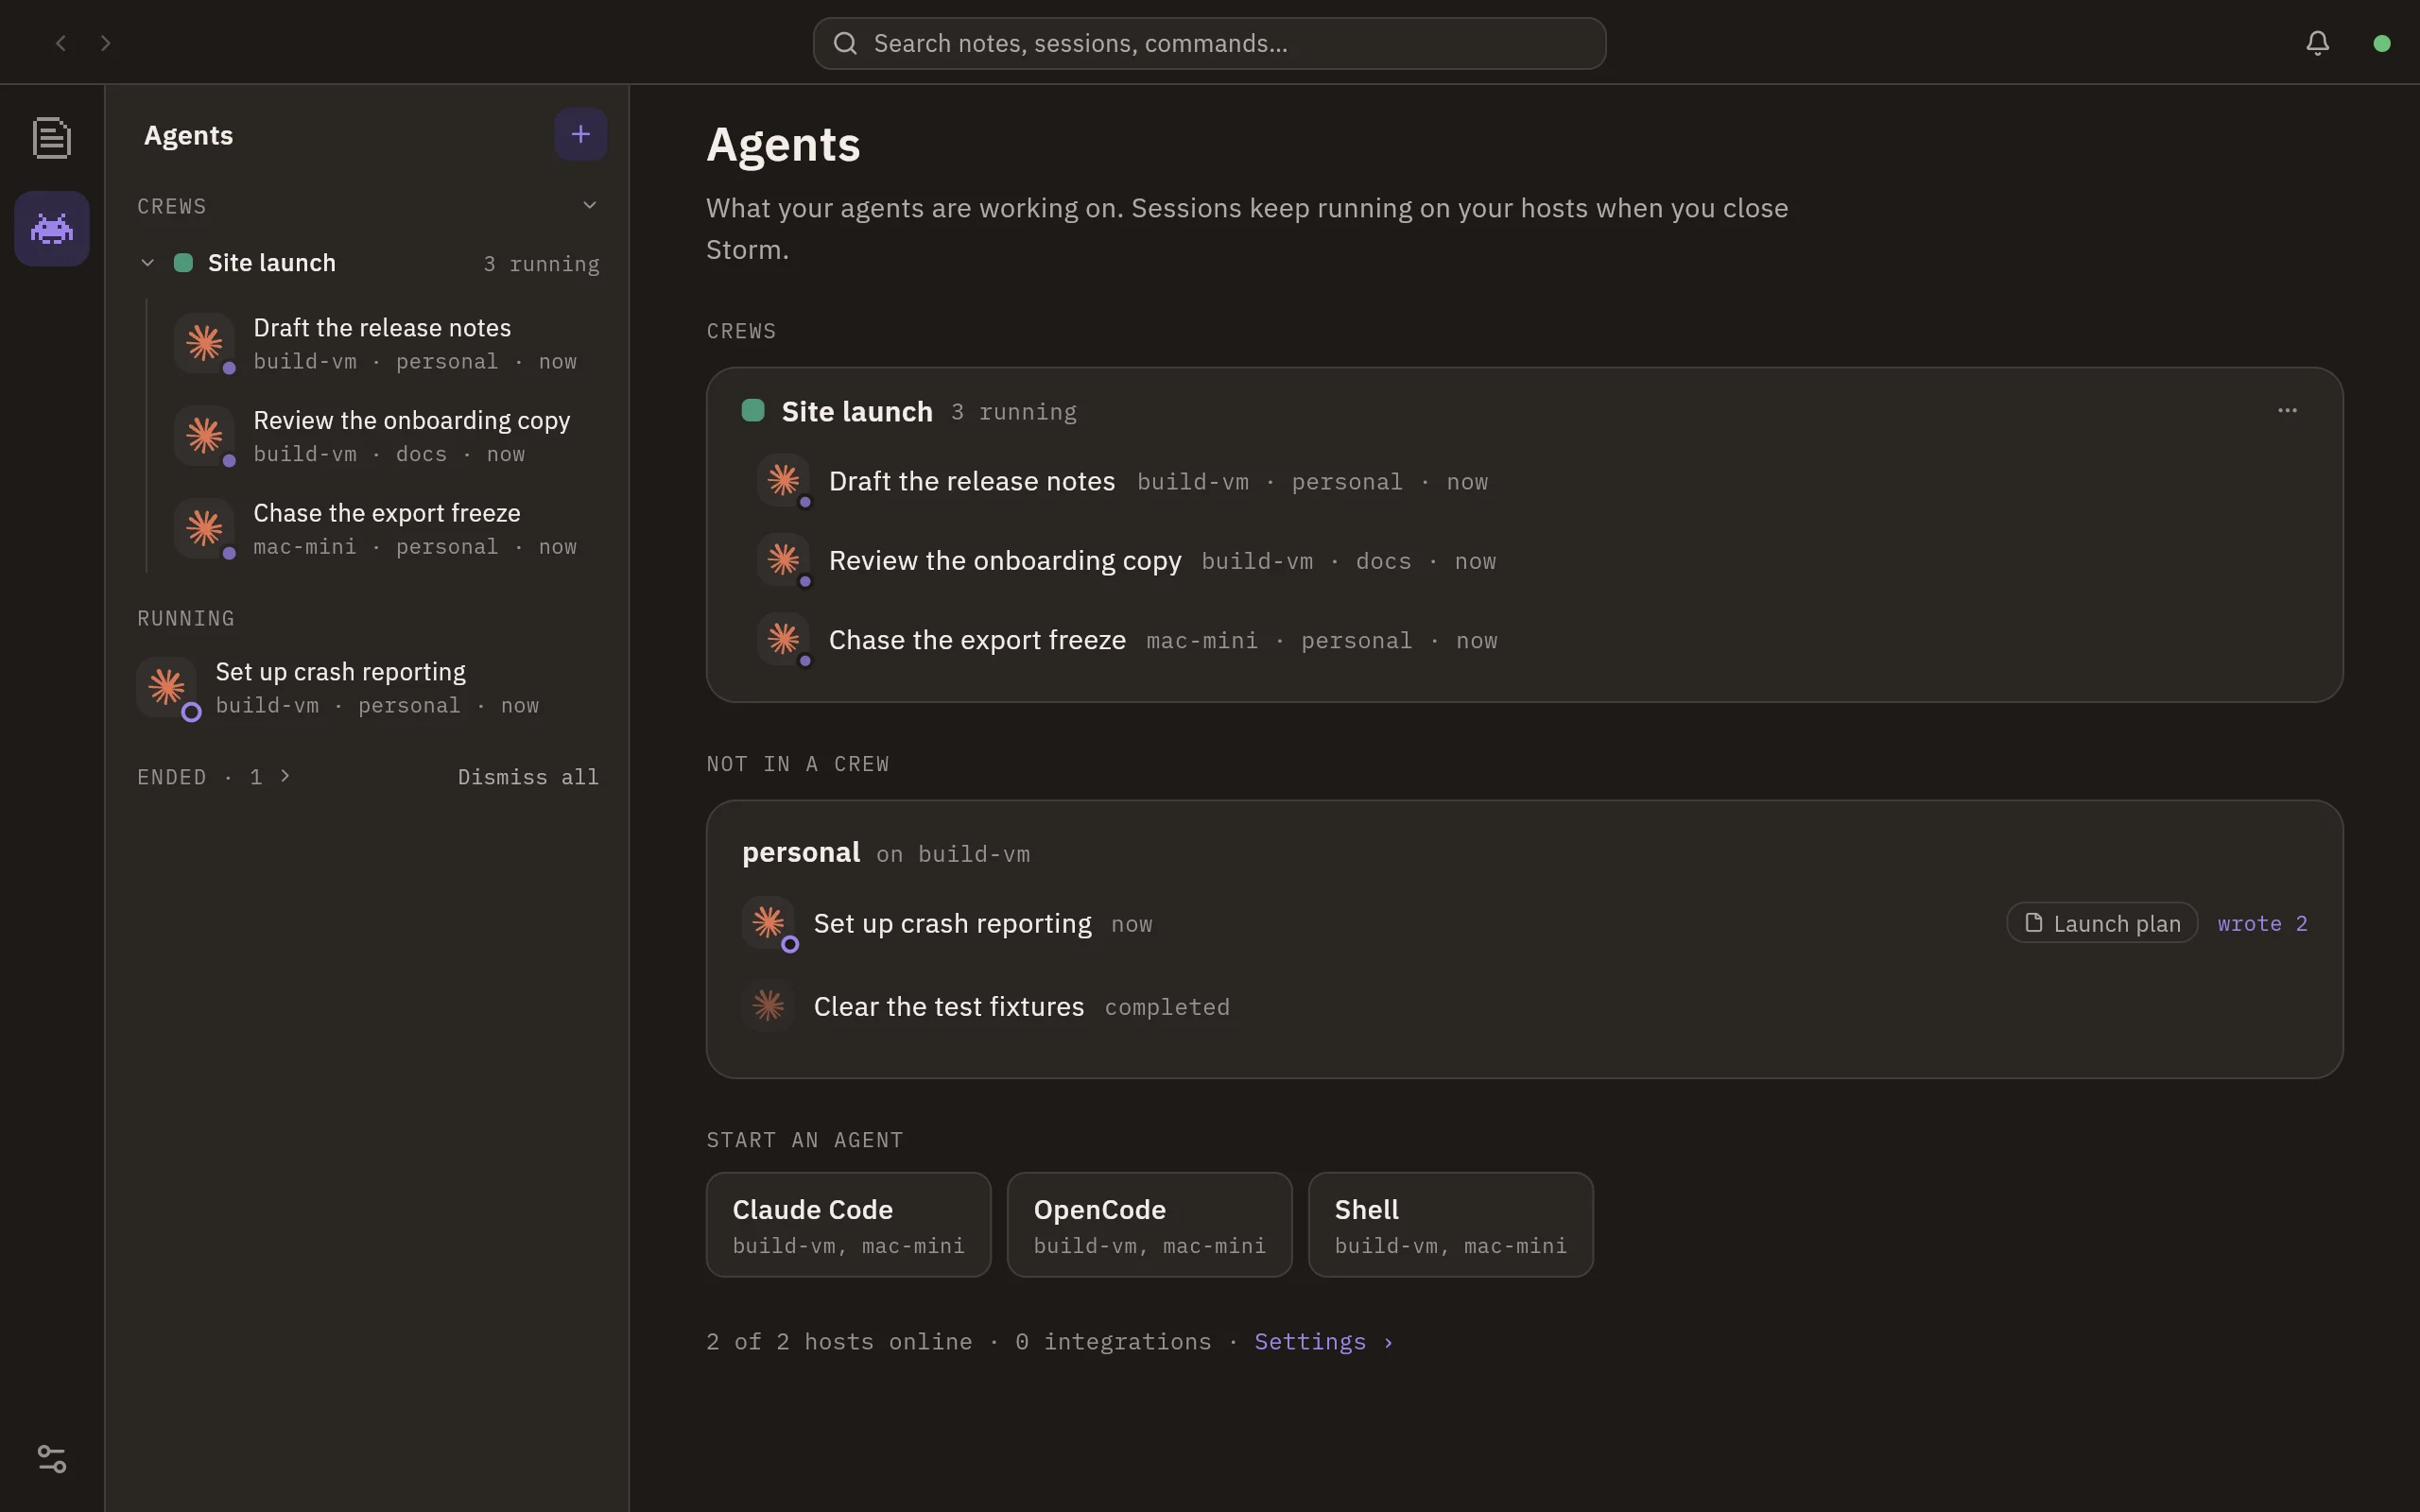 Search notes, sessions, commands...
Agents
CREWS
Site launch 3 running
Draft the release notes
build-vm · personal · now
Review the onboarding copy
build-vm · docs · now
Chase the export freeze
mac-mini · personal · now
RUNNING
Set up crash reporting
build-vm · personal · now
ENDED · 1 › Dismiss all
Agents
What your agents are working on. Sessions keep running on your hosts when you close
Storm.
CREWS
Site launch 3 running
Draft the release notes build-vm · personal · now
Review the onboarding copy build-vm · docs · now
Chase the export freeze mac-mini · personal · now
NOT IN A CREW
personal on build-vm
Set up crash reporting now Launch plan wrote 2
Clear the test fixtures completed
START AN AGENT
Claude Code
build-vm, mac-mini
OpenCode
build-vm, mac-mini
Shell
build-vm, mac-mini
2 of 2 hosts online · 0 integrations · Settings ›